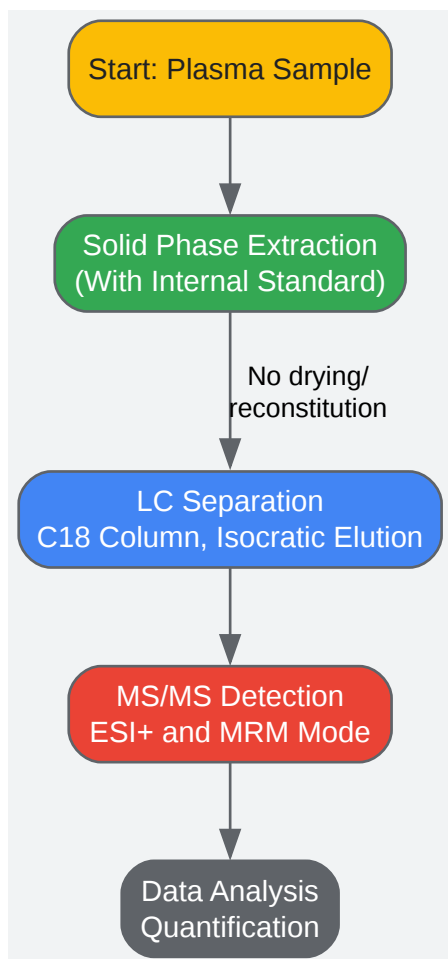 Start: Plasma Sample
Solid Phase Extraction
(With Internal Standard)
No drying/
reconstitution
LC Separation
C18 Column, Isocratic Elution
MS/MS Detection
ESI+ and MRM Mode
Data Analysis
Quantification